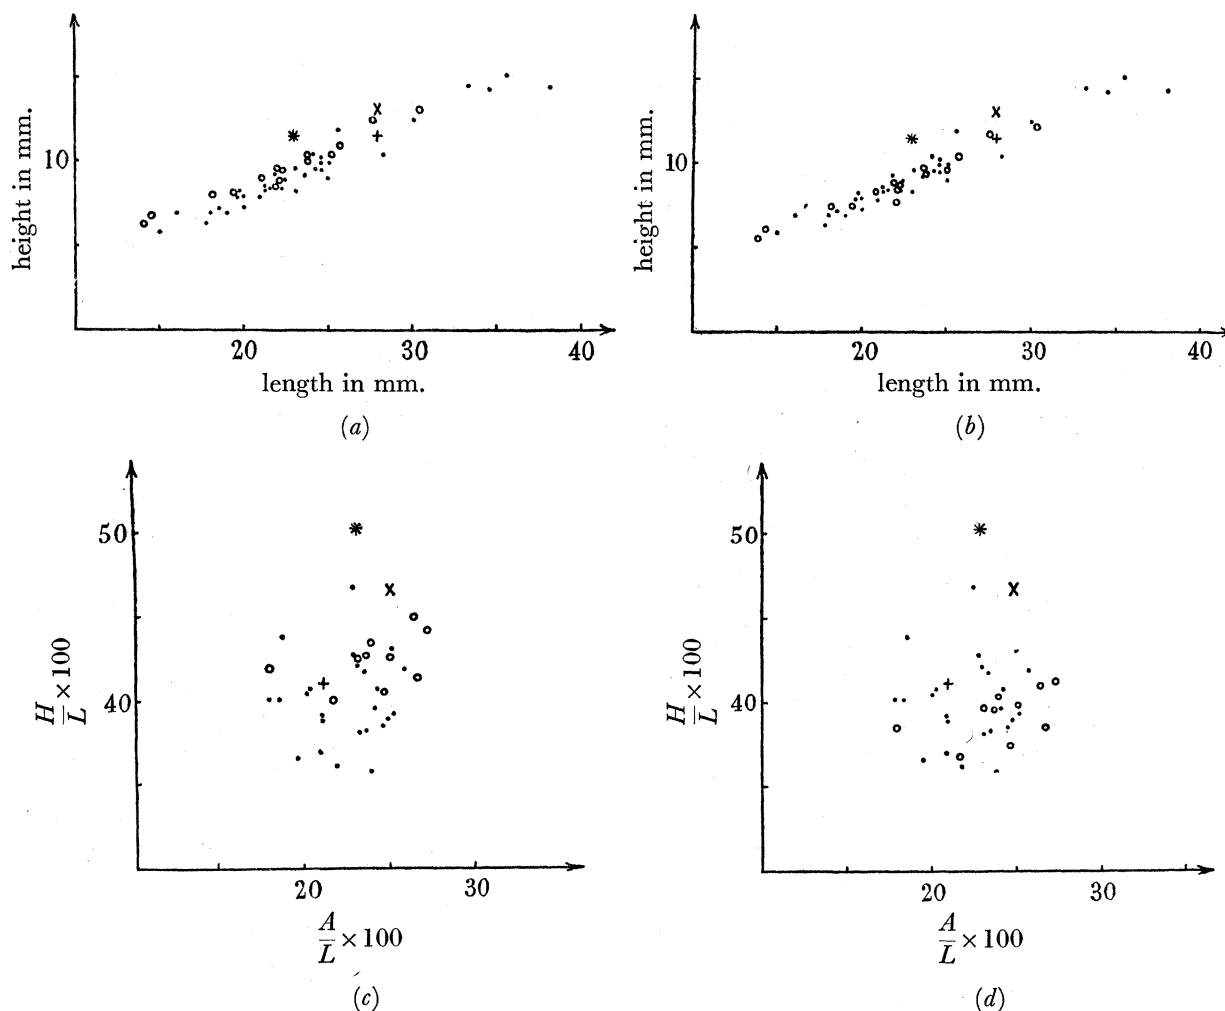 height in mm.
10
20 30 40
length in mm.
(a)
height in mm.
10
20 30 40
length in mm.
(b)
H/L × 100
50
40
20 30
A/L × 100
(c)
H/L × 100
50
40
20 30
A/L × 100
(d)